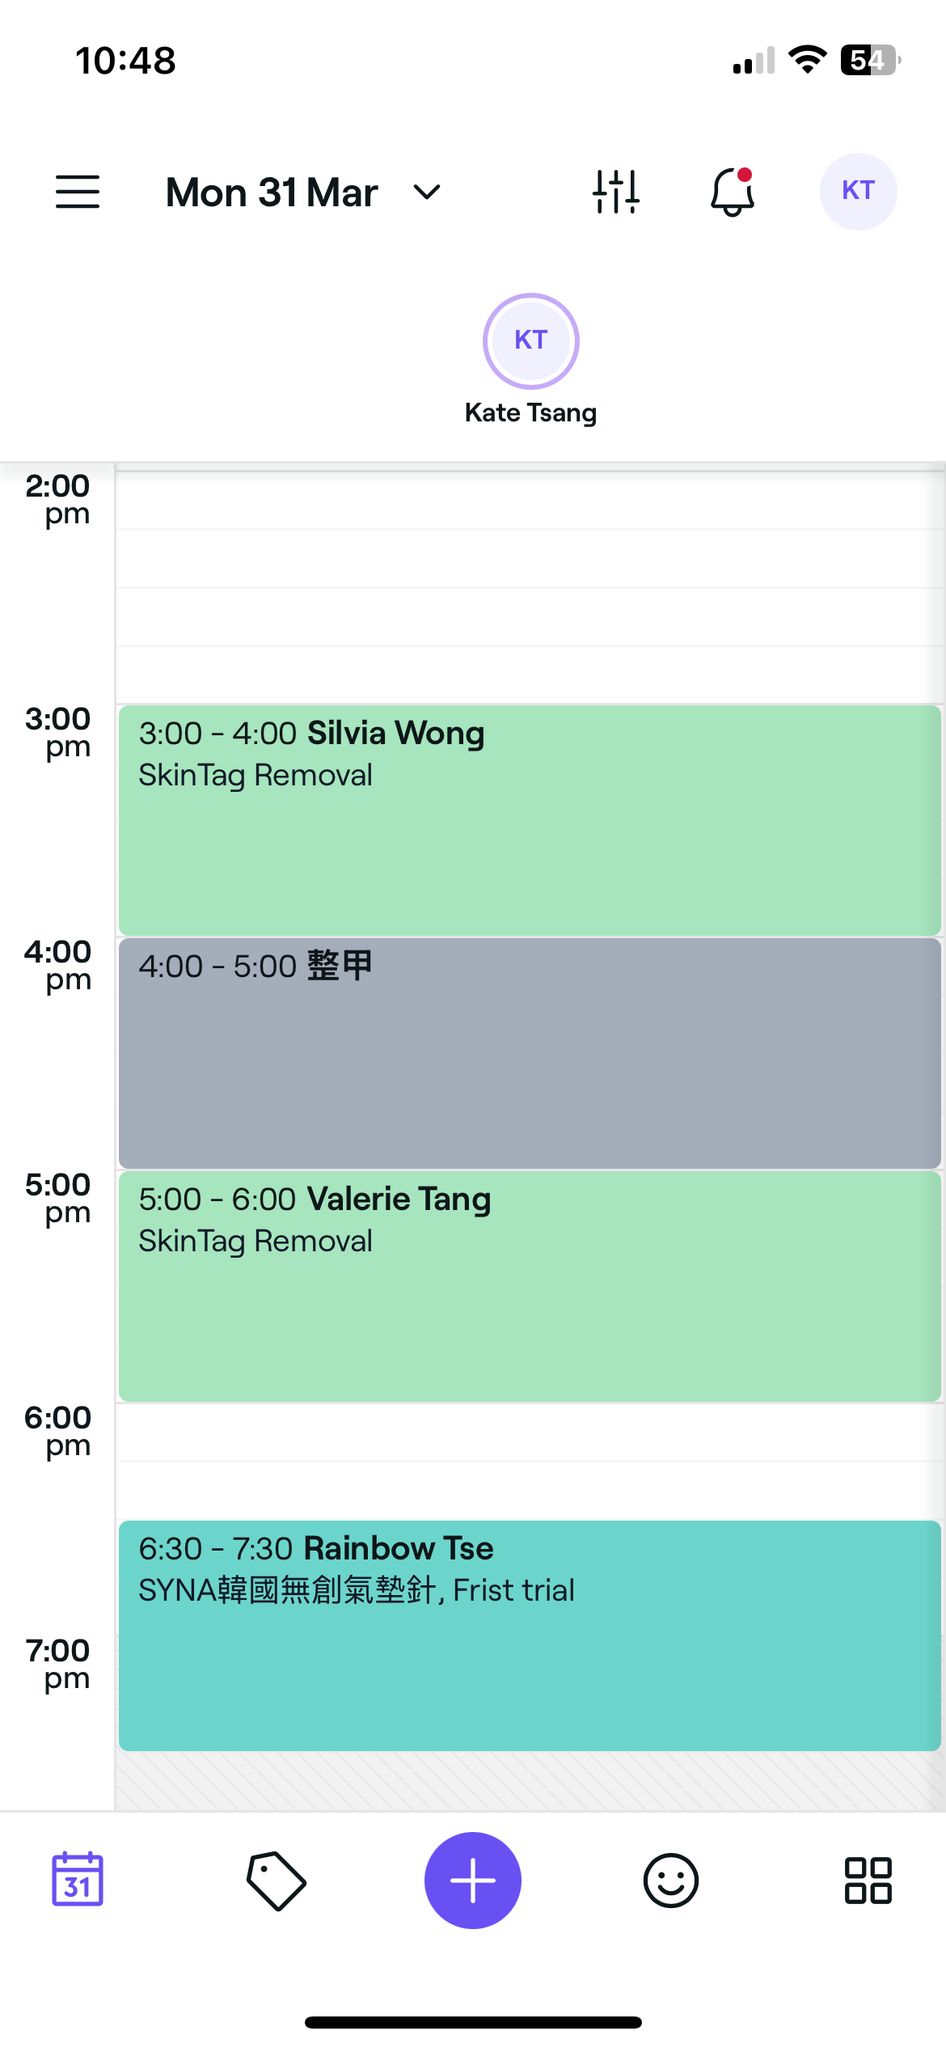 10:48
54
Mon 31 Mar
KT
KT
Kate Tsang
2:00
pm
3:00
pm
3:00 - 4:00 Silvia Wong
SkinTag Removal
4:00
pm
4:00 - 5:00 整甲
5:00
pm
5:00 - 6:00 Valerie Tang
SkinTag Removal
6:00
pm
6:30 - 7:30 Rainbow Tse
SYNA韓國無創氣墊針, Frist trial
7:00
pm
31